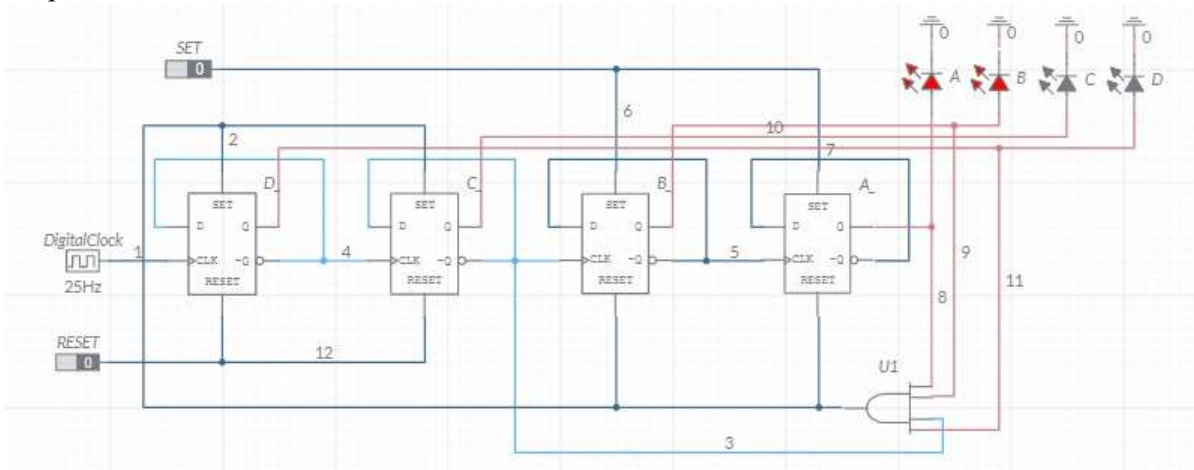 SET
0
0 0 0 0
A B C D
6
10
2
7
D_ C_ B_ A_
SET SET SET SET
D Q D Q D Q D Q
DigitalClock
1 4 5 9
CLK -Q CLK -Q CLK -Q CLK -Q
RESET RESET RESET RESET
25Hz
11
8
RESET
0
12
U1
3